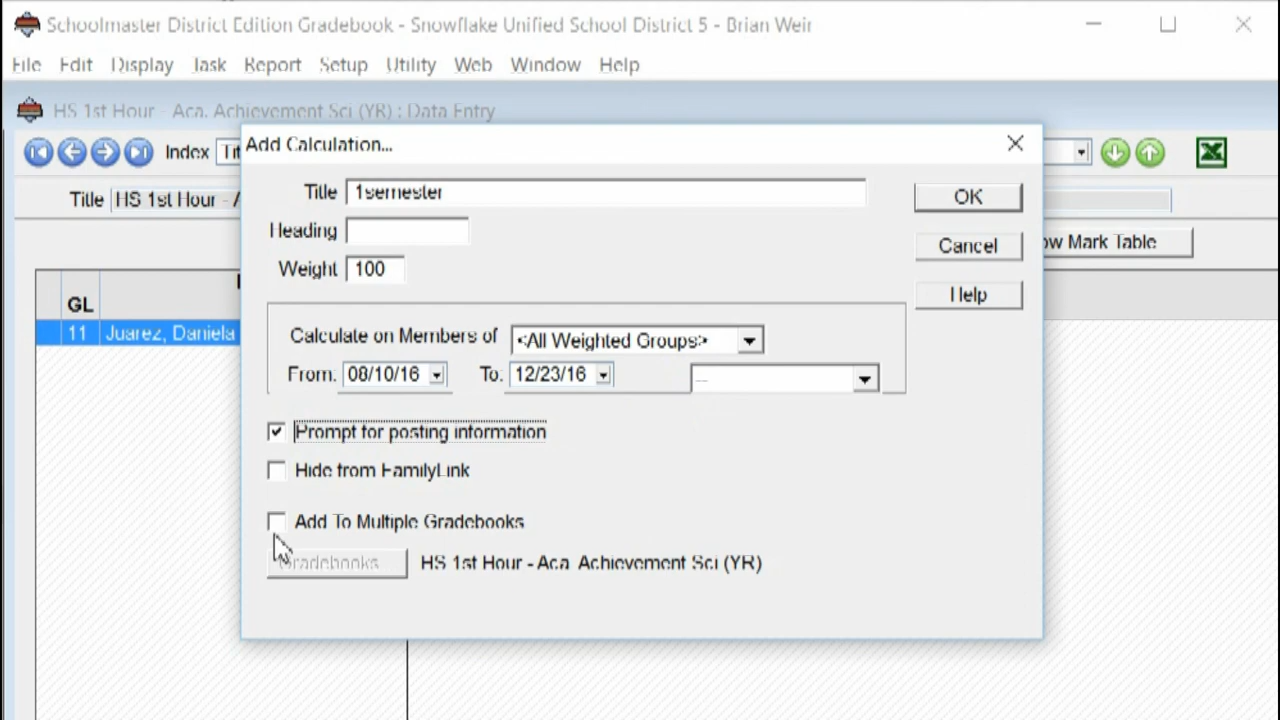 Schoolmaster District Edition Gradebook - Snowflake Unified School District 5 - Brian Weir
File Edit Display Task Report Setup Utility Web Window Help
HS 1st Hour - Aca. Achievement Sci (YR) : Data Entry
Add Calculation...
Index Tit
Title 1semester OK
Title HS 1st Hour - A
Heading
Cancel ow Mark Table
Weight 100
Help
GL
Calculate on Members of <All Weighted Groups>
11 Juarez, Daniela
From: 08/10/16 To: 12/23/16 ---
Prompt for posting information
Hide from FamilyLink
Add To Multiple Gradebooks
Gradebooks HS 1st Hour - Aca. Achievement Sci (YR)